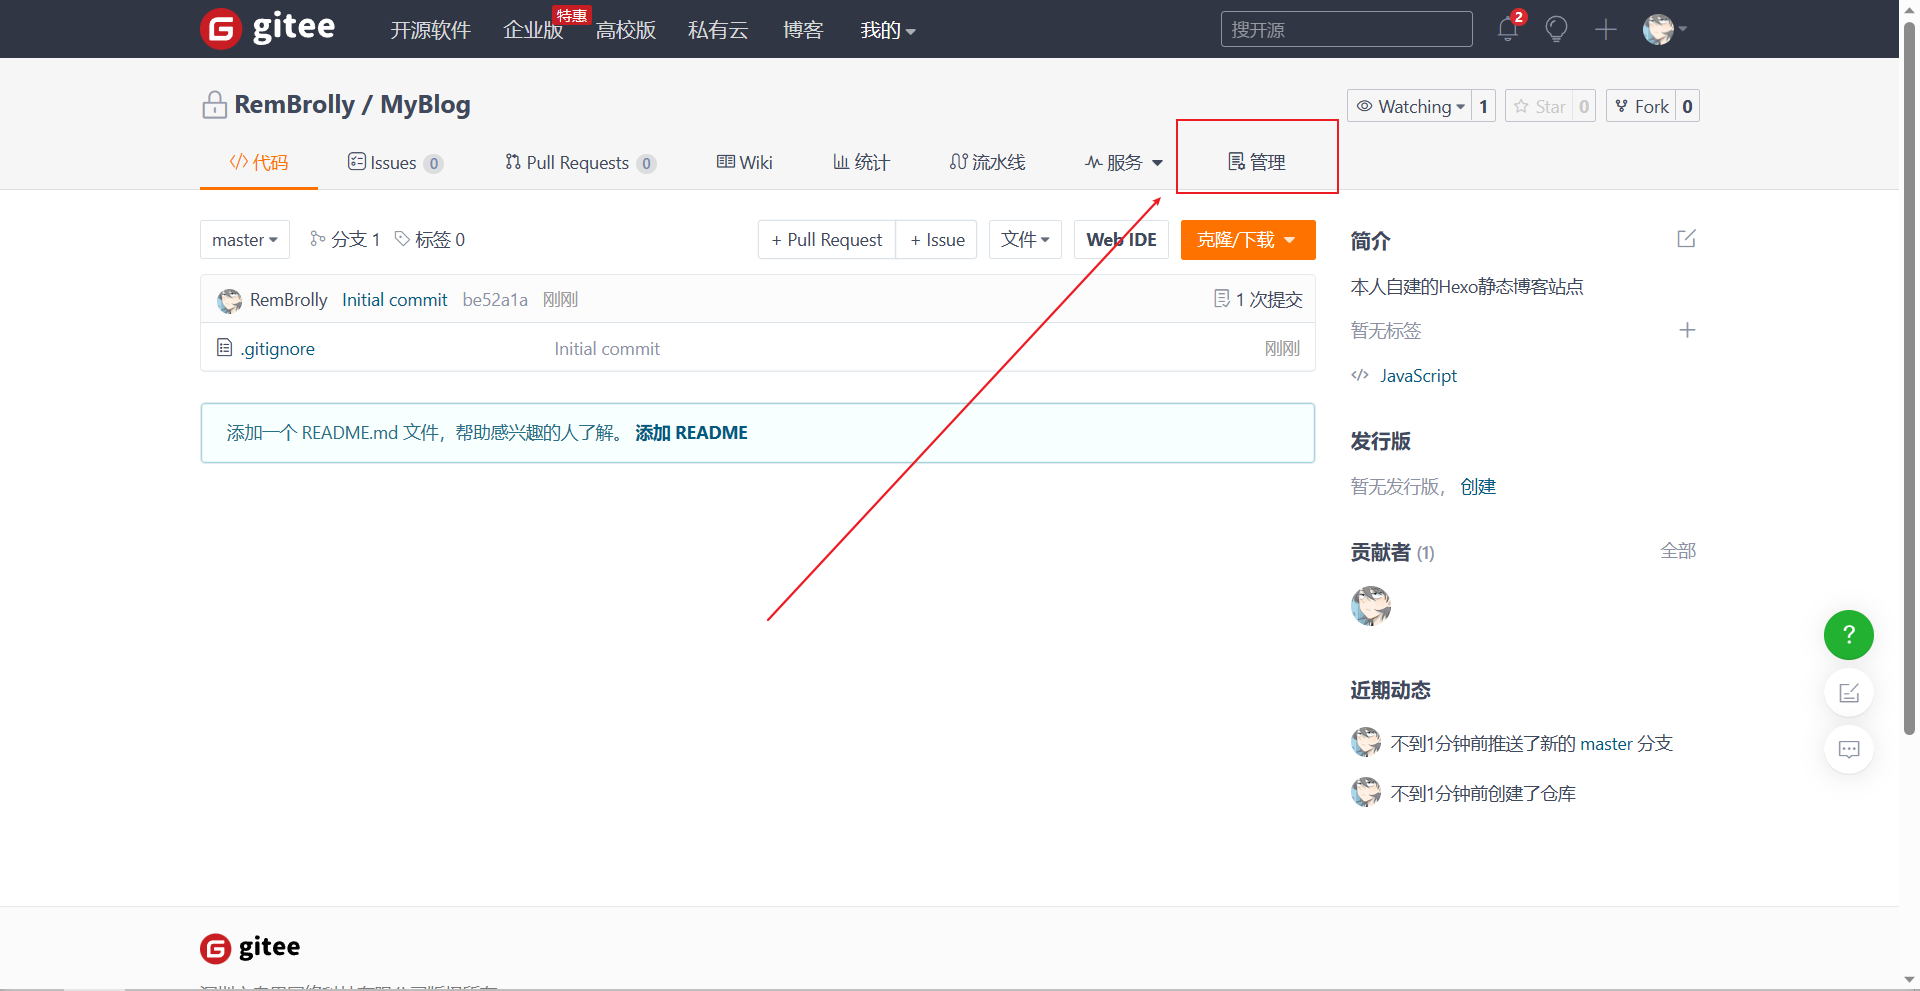 gitee 开源软件 企业版 特惠 高校版 私有云 博客 我的 搜开源 2
RemBrolly / MyBlog Watching 1 Star 0 Fork 0
代码 Issues 0 Pull Requests 0 Wiki 统计 流水线 服务 管理
master 分支 1 标签 0 + Pull Request + Issue 文件 Web IDE 克隆/下载
RemBrolly Initial commit be52a1a 刚刚 1 次提交
.gitignore Initial commit 刚刚
添加一个 README.md 文件，帮助感兴趣的人了解。 添加 README
简介
本人自建的Hexo静态博客站点
暂无标签
</> JavaScript
发行版
暂无发行版， 创建
贡献者 (1) 全部
近期动态
不到1分钟前推送了新的 master 分支
不到1分钟前创建了仓库
?
gitee